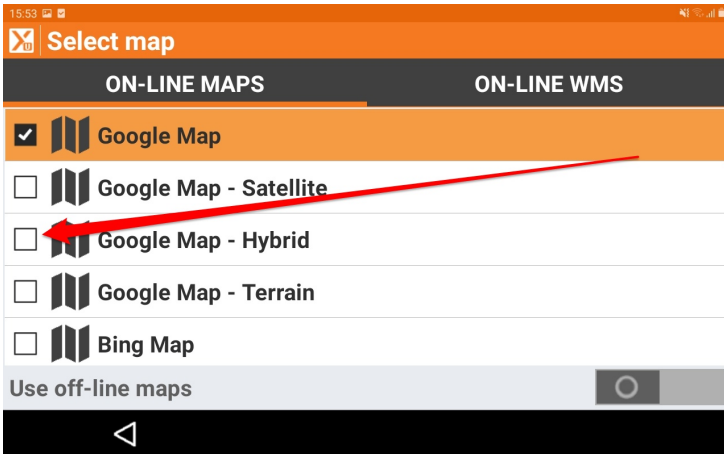 15:53
Select map
ON-LINE MAPS
ON-LINE WMS
Google Map
Google Map - Satellite
Google Map - Hybrid
Google Map - Terrain
Bing Map
Use off-line maps